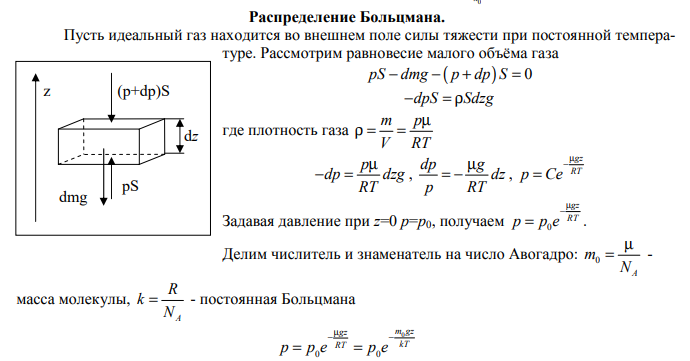 Распределение Больцмана.
Пусть идеальный газ находится во внешнем поле силы тяжести при постоянной темпера-
туре. Рассмотрим равновесие малого объёма газа
pS − dmg − (p + dp)S = 0
−dpS = ρSdzg
z
(p+dp)S
dz
pS
dmg
где плотность газа ρ = m/V = pμ/RT
−dp = pμ/RT dzg , dp/p = −μg/RT dz , p = Ce^(−μgz/RT)
Задавая давление при z=0 p=p₀, получаем p = p₀e^(−μgz/RT).
Делим числитель и знаменатель на число Авогадро: m₀ = μ/N_A -
масса молекулы, k = R/N_A - постоянная Больцмана
p = p₀e^(−μgz/RT) = p₀e^(−m₀gz/kT)